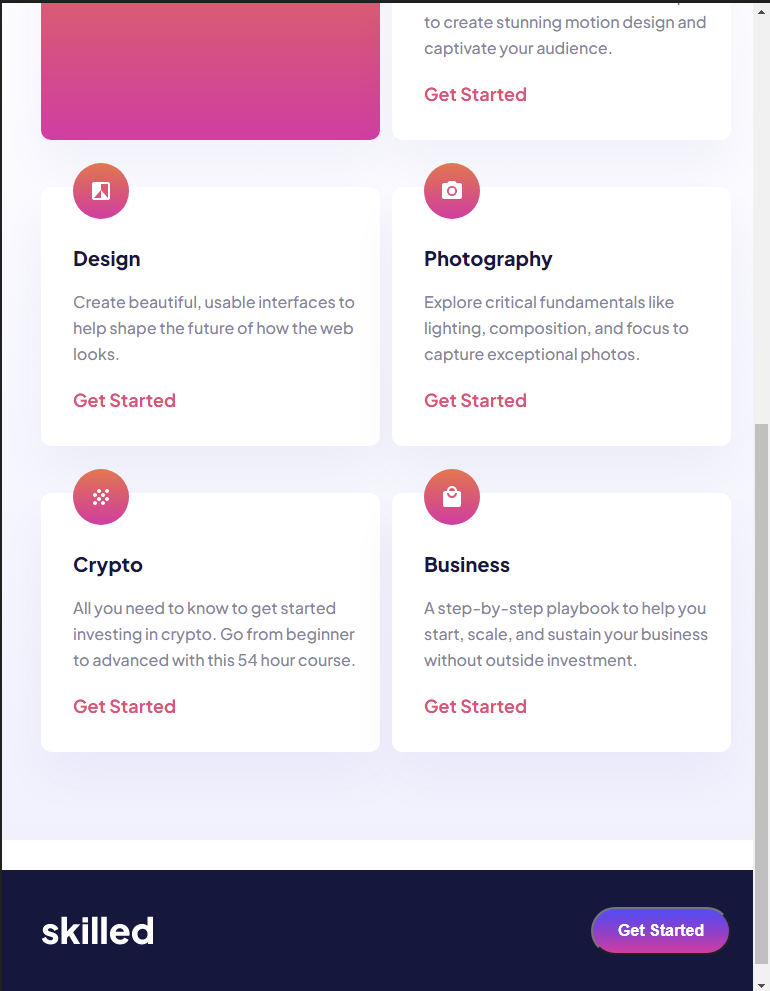 to create stunning motion design and
captivate your audience.
Get Started
Design
Create beautiful, usable interfaces to
help shape the future of how the web
looks.
Get Started
Photography
Explore critical fundamentals like
lighting, composition, and focus to
capture exceptional photos.
Get Started
Crypto
All you need to know to get started
investing in crypto. Go from beginner
to advanced with this 54 hour course.
Get Started
Business
A step-by-step playbook to help you
start, scale, and sustain your business
without outside investment.
Get Started
skilled
Get Started